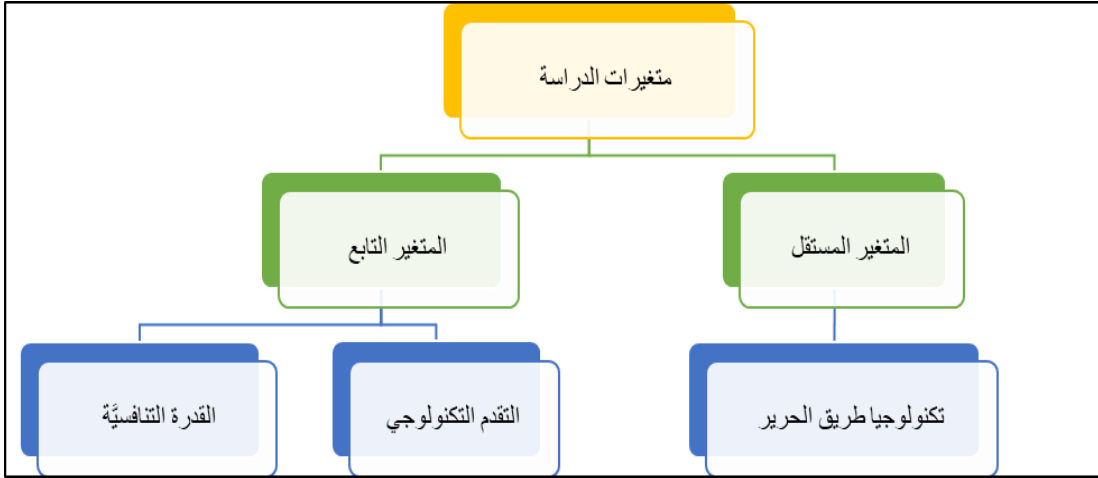 متغيرات الدراسة
المتغير المستقل
المتغير التابع
تكنولوجيا طريق الحرير
التقدم التكنولوجي
القدرة التنافسيَّة